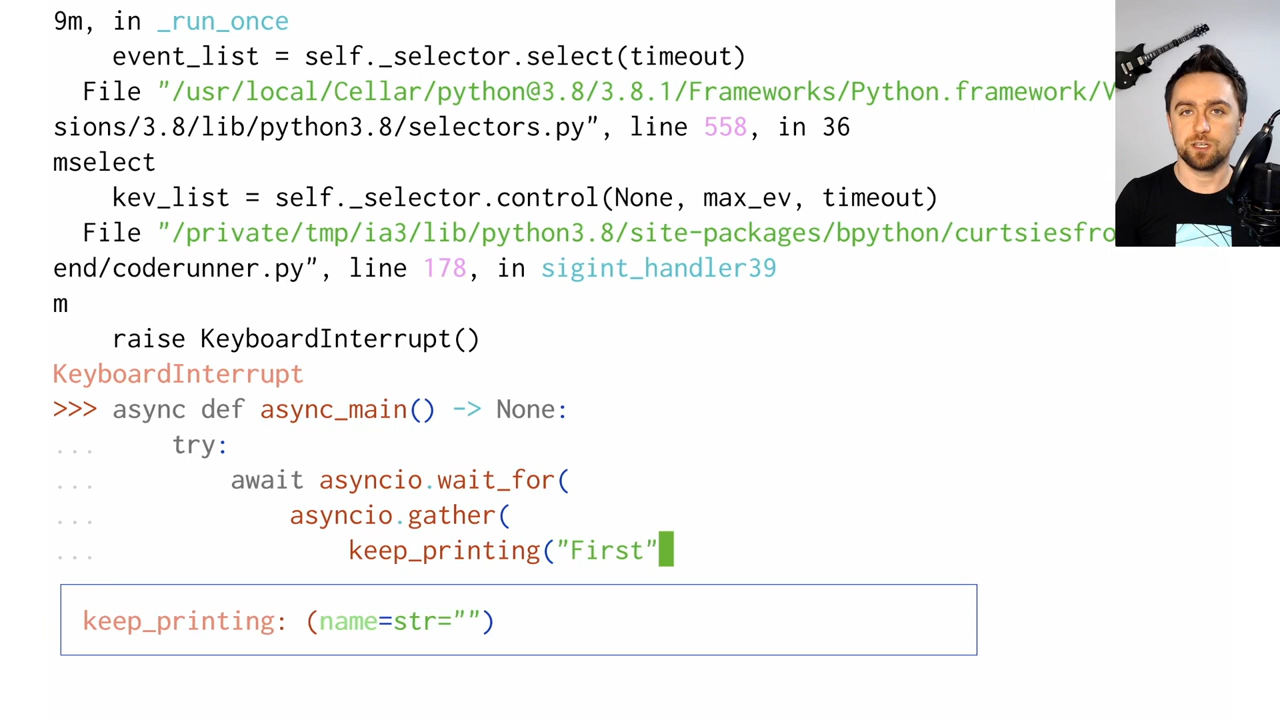 9m, in _run_once
    event_list = self._selector.select(timeout)
  File "/usr/local/Cellar/python@3.8/3.8.1/Frameworks/Python.framework/V
sions/3.8/lib/python3.8/selectors.py", line 558, in 36
mselect
    kev_list = self._selector.control(None, max_ev, timeout)
  File "/private/tmp/ia3/lib/python3.8/site-packages/bpython/curtsiesfro
end/coderunner.py", line 178, in sigint_handler39
m
    raise KeyboardInterrupt()
KeyboardInterrupt
>>> async def async_main() -> None:
...     try:
...         await asyncio.wait_for(
...             asyncio.gather(
...                 keep_printing("First"
keep_printing: (name=str="")